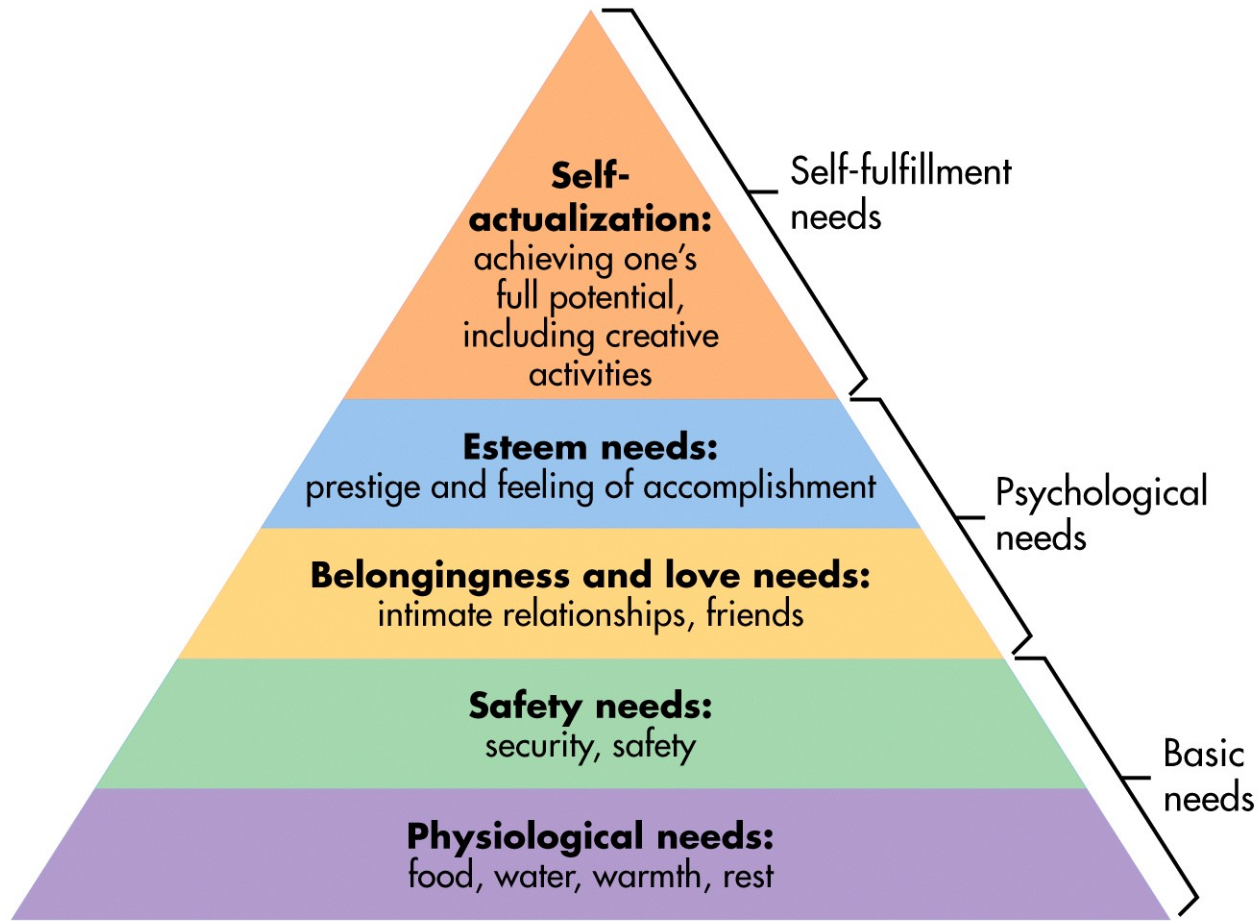 Self-
actualization:
achieving one's
full potential,
including creative
activities
Self-fulfillment
needs
Esteem needs:
prestige and feeling of accomplishment
Belongingness and love needs:
intimate relationships, friends
Psychological
needs
Safety needs:
security, safety
Physiological needs:
food, water, warmth, rest
Basic
needs